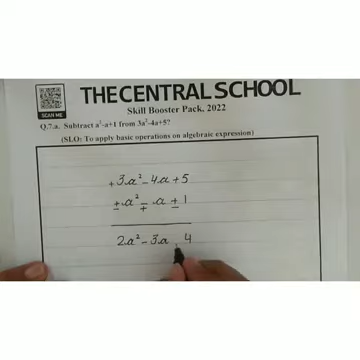 SCAN ME
THE CENTRAL SCHOOL
Skill Booster Pack, 2022
Q.7.a. Subtract a²-a+1 from 3a²-4a+5?
(SLO: To apply basic operations on algebraic expression)
+3a² - 4a + 5
± a² ∓ a ± 1
2a² - 3a 4